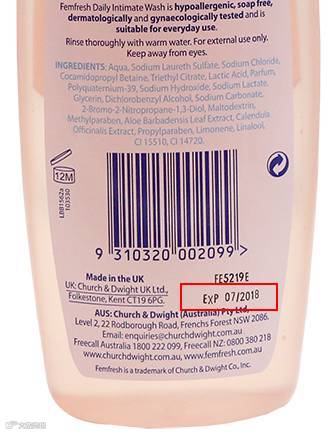 Femfresh Daily Intimate Wash is hypoallergenic, soap free,
dermatologically and gynaecologically tested and is
suitable for everyday use.
Rinse thoroughly with warm water. For external use only.
Keep away from eyes.
INGREDIENTS: Aqua, Sodium Laureth Sulfate, Sodium Chloride,
Cocamidopropyl Betaine, Triethyl Citrate, Lactic Acid, Parfum,
Polyquaternium-39, Sodium Hydroxide, Sodium Lactate,
Glycerin, Dichlorobenzyl Alcohol, Sodium Carbonate,
2-Bromo-2-Nitropropane-1,3-Diol, Maltodextrin,
Methylparaben, Aloe Barbadensis Leaf Extract, Calendula
Officinalis Extract, Propylparaben, Limonene, Linalool,
CI 15510, CI 14720.
12M
LBB1562a
103530
9 310320 002099
Made in the UK
UK: Church & Dwight UK Ltd.,
Folkestone, Kent CT19 6PG.
FE5219E
EXP 07/2018
AUS: Church & Dwight (Australia) Pty Ltd,
Level 2, 22 Rodborough Road, Frenchs Forest NSW 2086.
Email: enquiries@churchdwight.com.au
Freecall Australia 1800 222 099, Freecall NZ: 0800 380 218
www.churchdwight.com.au www.femfresh.com.au
Femfresh is a trademark of Church & Dwight Co., Inc.